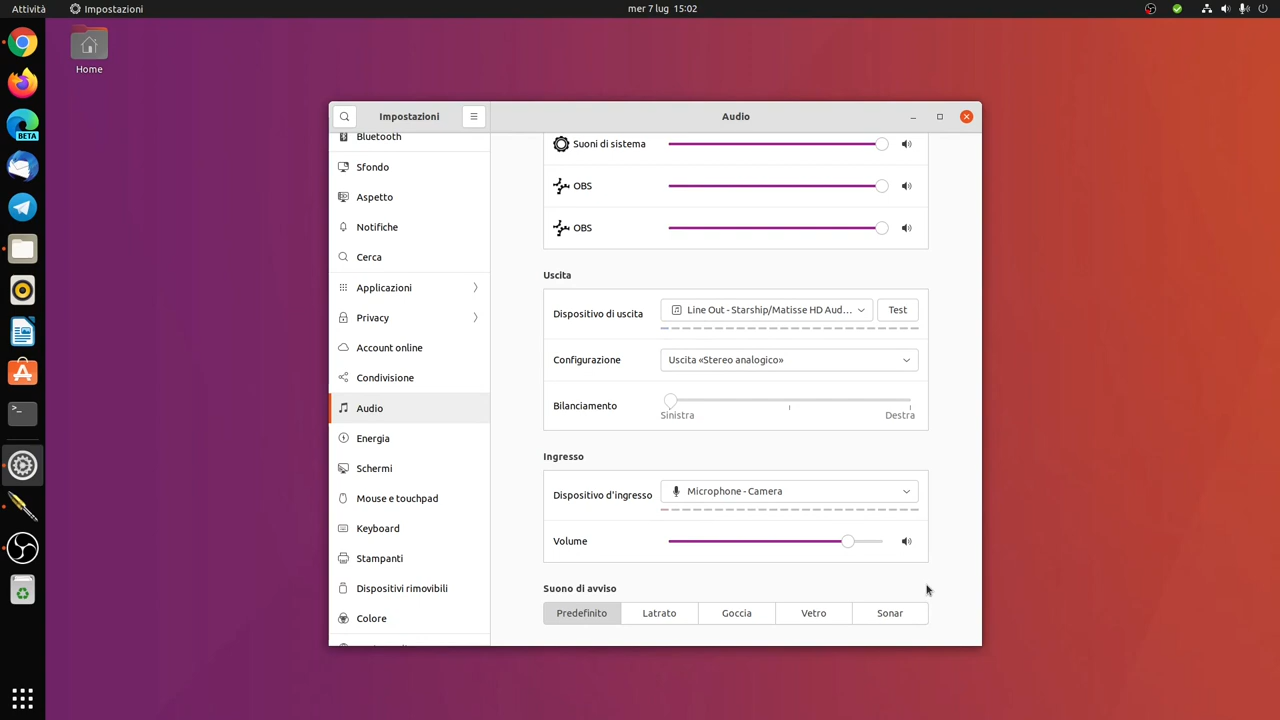 Attività
Impostazioni
mer 7 lug 15:02
Home
BETA
Impostazioni
Audio
Bluetooth
Sfondo
Aspetto
Notifiche
Cerca
Applicazioni
Privacy
Account online
Condivisione
Audio
Energia
Schermi
Mouse e touchpad
Keyboard
Stampanti
Dispositivi rimovibili
Colore
Suoni di sistema
OBS
OBS
Uscita
Dispositivo di uscita
Line Out - Starship/Matisse HD Aud…
Test
Configurazione
Uscita «Stereo analogico»
Bilanciamento
Sinistra
Destra
Ingresso
Dispositivo d'ingresso
Microphone - Camera
Volume
Suono di avviso
Predefinito
Latrato
Goccia
Vetro
Sonar